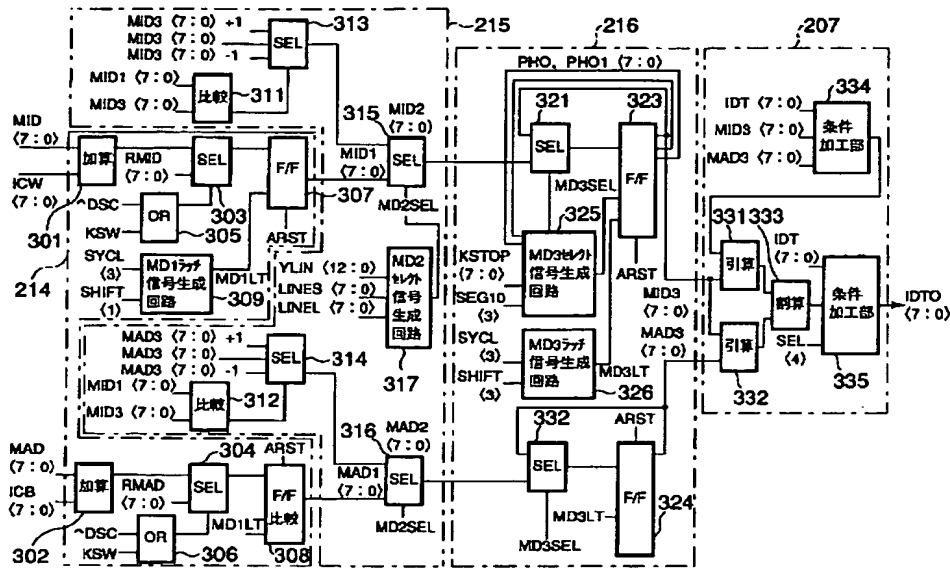 MID3 (7:0) +1
MID3 (7:0)
MID3 (7:0) -1
SEL
313
MID1 (7:0)
MID3 (7:0)
比較
311
215
315
MID2
(7:0)
SEL
MD2SEL
MID
(7:0)
ICW
(7:0)
加算
301
RMID
(7:0)
SEL
303
~DSC
KSW
OR
305
F/F
307
MID1
(7:0)
ARST
SYCL
(3)
SHIFT
(1)
MD1ラッチ
信号生成
回路
309
MD1LT
214
YLIN (12:0)
LINES (7:0)
LINEL (7:0)
MD2
セレクト
信号
生成
回路
317
MAD3 (7:0) +1
MAD3 (7:0)
MAD3 (7:0) -1
SEL
314
MID1 (7:0)
MID3 (7:0)
比較
312
316
MAD2
(7:0)
MAD1
(7:0)
SEL
MD2SEL
MAD
(7:0)
ICB
(7:0)
加算
302
304
RMAD
(7:0)
SEL
~DSC
KSW
OR
306
ARST
F/F
比較
MD1LT
308
216
PHO, PHO1 (7:0)
321
SEL
323
F/F
MD3SEL
325
KSTOP
(7:0)
SEG10
(3)
MD3セレクト
信号生成
回路
ARST
SYCL
(3)
SHIFT
(3)
MD3ラッチ
信号生成
回路
MD3LT
326
MID3
(7:0)
MAD3
(7:0)
332
SEL
MD3SEL
MD3LT
ARST
F/F
324
207
334
IDT
(7:0)
MID3
(7:0)
MAD3
(7:0)
条件
加工部
331
引算
333
割算
引算
332
IDT
(7:0)
SEL
(4)
条件
加工部
335
IDTO
(7:0)